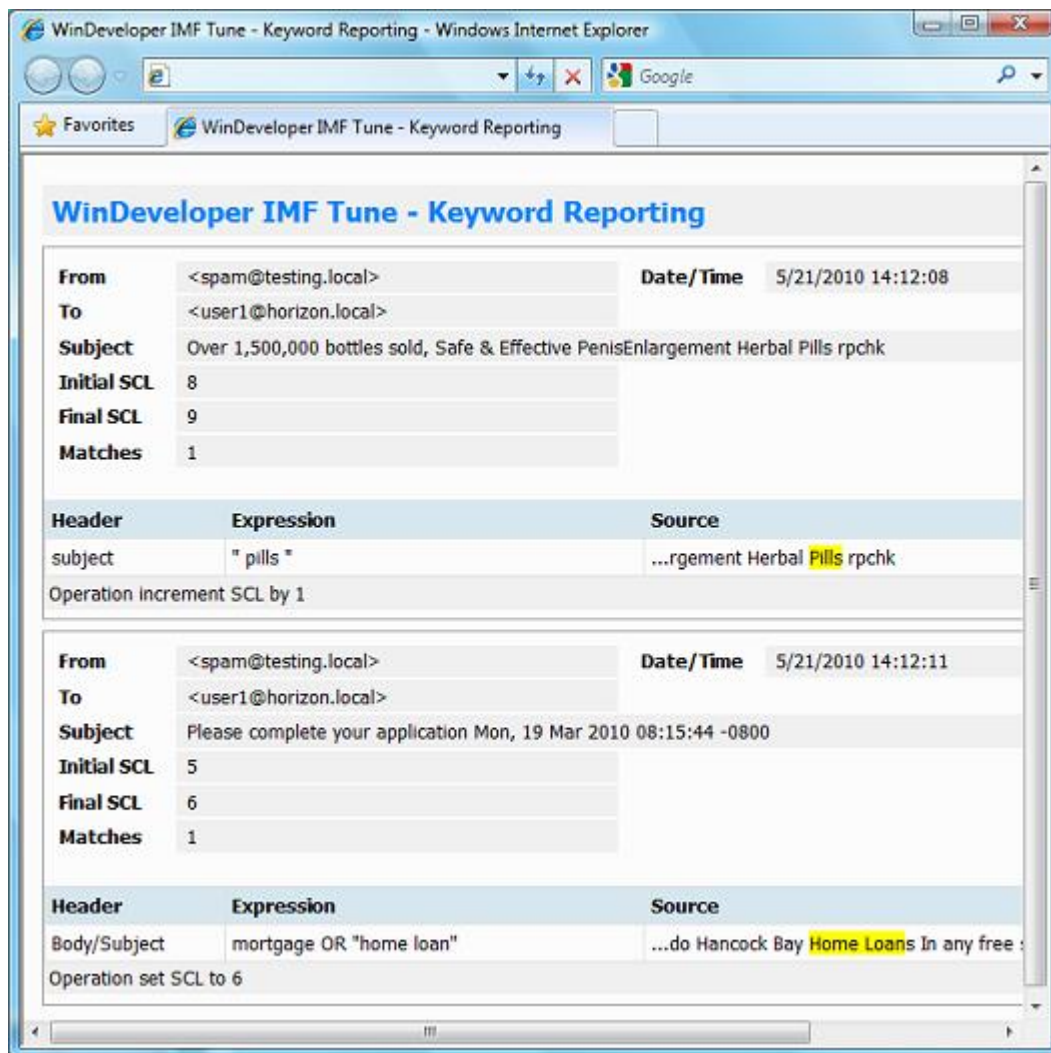 WinDeveloper IMF Tune - Keyword Reporting - Windows Internet Explorer
Google
Favorites WinDeveloper IMF Tune - Keyword Reporting
WinDeveloper IMF Tune - Keyword Reporting
From <spam@testing.local> Date/Time 5/21/2010 14:12:08
To <user1@horizon.local>
Subject Over 1,500,000 bottles sold, Safe & Effective PenisEnlargement Herbal Pills rpchk
Initial SCL 8
Final SCL 9
Matches 1
Header Expression Source
subject " pills " ...rgement Herbal Pills rpchk
Operation increment SCL by 1
From <spam@testing.local> Date/Time 5/21/2010 14:12:11
To <user1@horizon.local>
Subject Please complete your application Mon, 19 Mar 2010 08:15:44 -0800
Initial SCL 5
Final SCL 6
Matches 1
Header Expression Source
Body/Subject mortgage OR "home loan" ...do Hancock Bay Home Loans In any free
Operation set SCL to 6